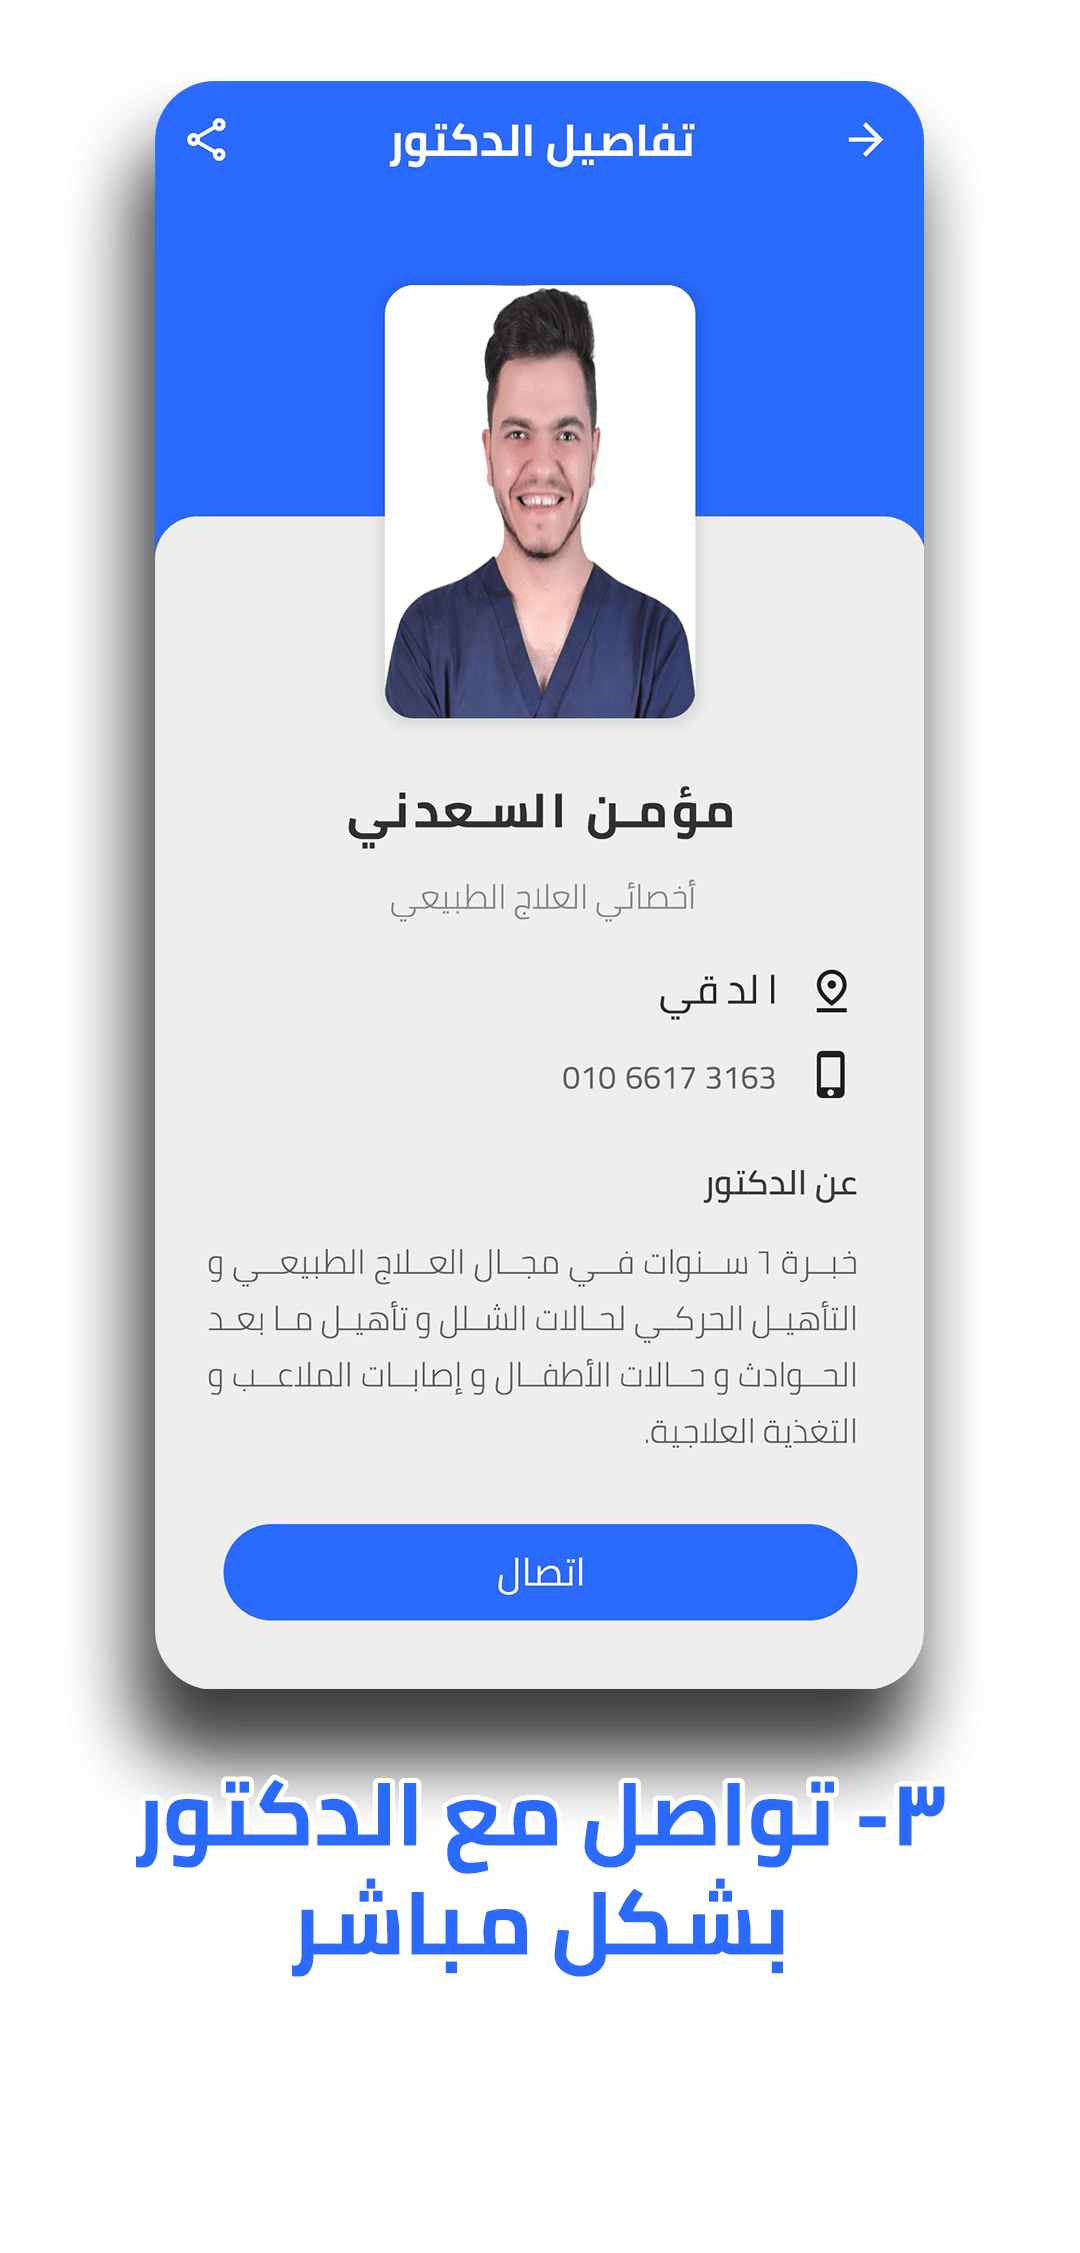 تفاصيل الدكتور
مؤمن السعدني
أخصائي العلاج الطبيعي
الدقي
010 6617 3163
عن الدكتور
خبرة ٦ سنوات في مجال العلاج الطبيعي و
التأهيل الحركي لحالات الشلل و تأهيل ما بعد
الحوادث و حالات الأطفال و إصابات الملاعب و
التغذية العلاجية.
اتصال
٣- تواصل مع الدكتور
بشكل مباشر